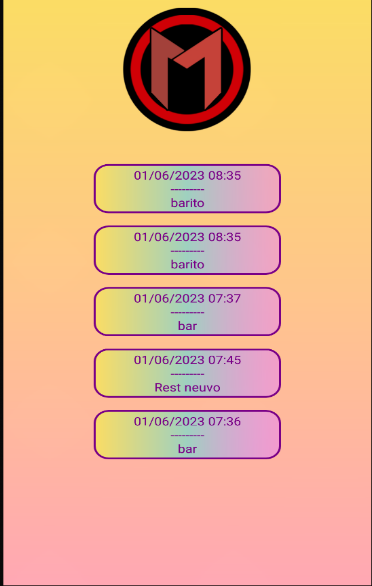 M
01/06/2023 08:35
---------
barito
01/06/2023 08:35
---------
barito
01/06/2023 07:37
---------
bar
01/06/2023 07:45
---------
Rest neuvo
01/06/2023 07:36
---------
bar